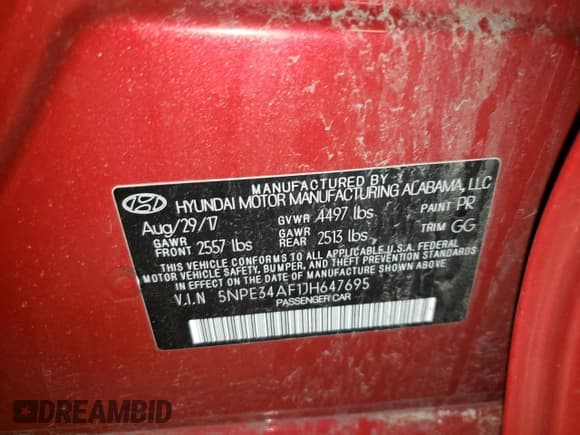 MANUFACTURED BY
HYUNDAI MOTOR MANUFACTURING ALABAMA, LLC
Aug/29/17 GVWR 4497 lbs PAINT PR
GAWR FRONT 2557 lbs GAWR REAR 2513 lbs TRIM GG
THIS VEHICLE CONFORMS TO ALL APPLICABLE U.S.A. FEDERAL
MOTOR VEHICLE SAFETY, BUMPER, AND THEFT PREVENTION STANDARDS
IN EFFECT ON THE DATE OF MANUFACTURE SHOWN ABOVE.
V.I.N 5NPE34AF1JH647695
PASSENGER CAR
DREAMBID